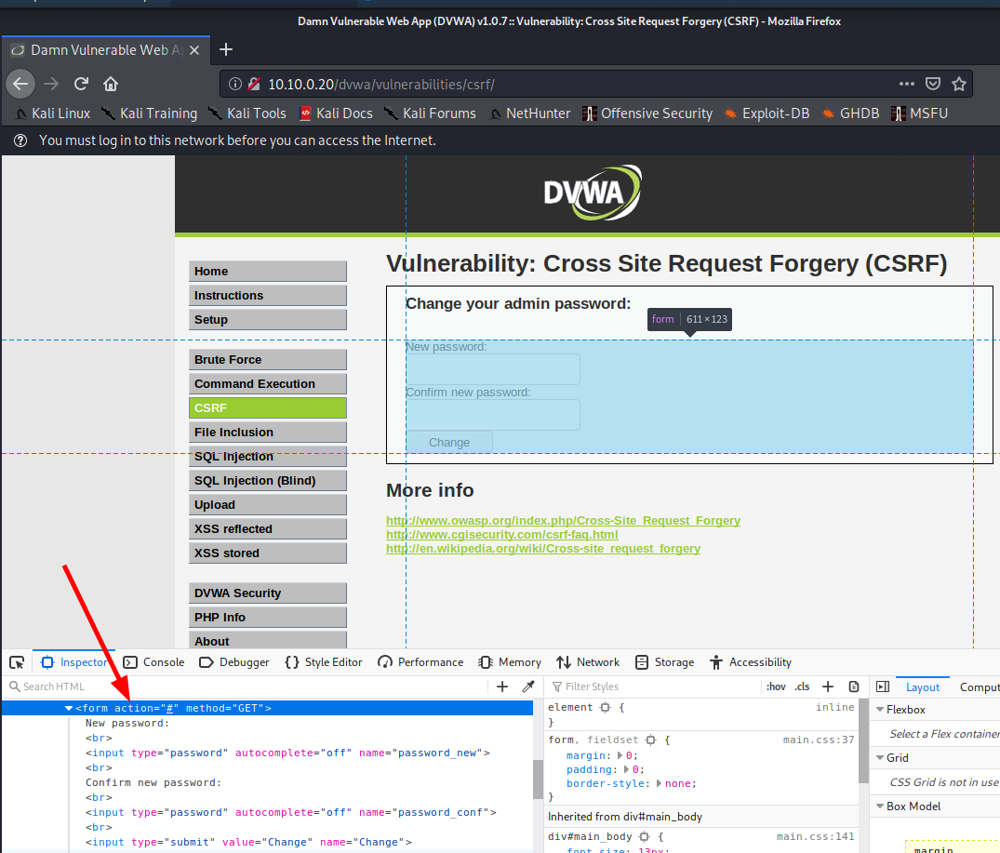 Damn Vulnerable Web App (DVWA) v1.0.7 :: Vulnerability: Cross Site Request Forgery (CSRF) - Mozilla Firefox
Damn Vulnerable Web A
10.10.0.20/dvwa/vulnerabilities/csrf/
Kali Linux Kali Training Kali Tools Kali Docs Kali Forums NetHunter Offensive Security Exploit-DB GHDB MSFU
You must log in to this network before you can access the Internet.
DVWA
Home
Instructions
Setup
Brute Force
Command Execution
CSRF
File Inclusion
SQL Injection
SQL Injection (Blind)
Upload
XSS reflected
XSS stored
DVWA Security
PHP Info
About
Vulnerability: Cross Site Request Forgery (CSRF)
Change your admin password:
form 611 × 123
New password:
Confirm new password:
Change
More info
http://www.owasp.org/index.php/Cross-Site_Request_Forgery
http://www.cgisecurity.com/csrf-faq.html
http://en.wikipedia.org/wiki/Cross-site_request_forgery
Inspector Console Debugger Style Editor Performance Memory Network Storage Accessibility
Search HTML
<form action="#" method="GET">
New password:
<br>
<input type="password" autocomplete="off" name="password_new">
<br>
Confirm new password:
<br>
<input type="password" autocomplete="off" name="password_conf">
<br>
<input type="submit" value="Change" name="Change">
Filter Styles :hov .cls
element { inline
}
form, fieldset { main.css:37
margin: 0;
padding: 0;
border-style: none;
}
Inherited from div#main_body
div#main_body { main.css:141
font-size: 13px;
Layout Comput
Flexbox
Select a Flex container
Grid
CSS Grid is not in use
Box Model
margin